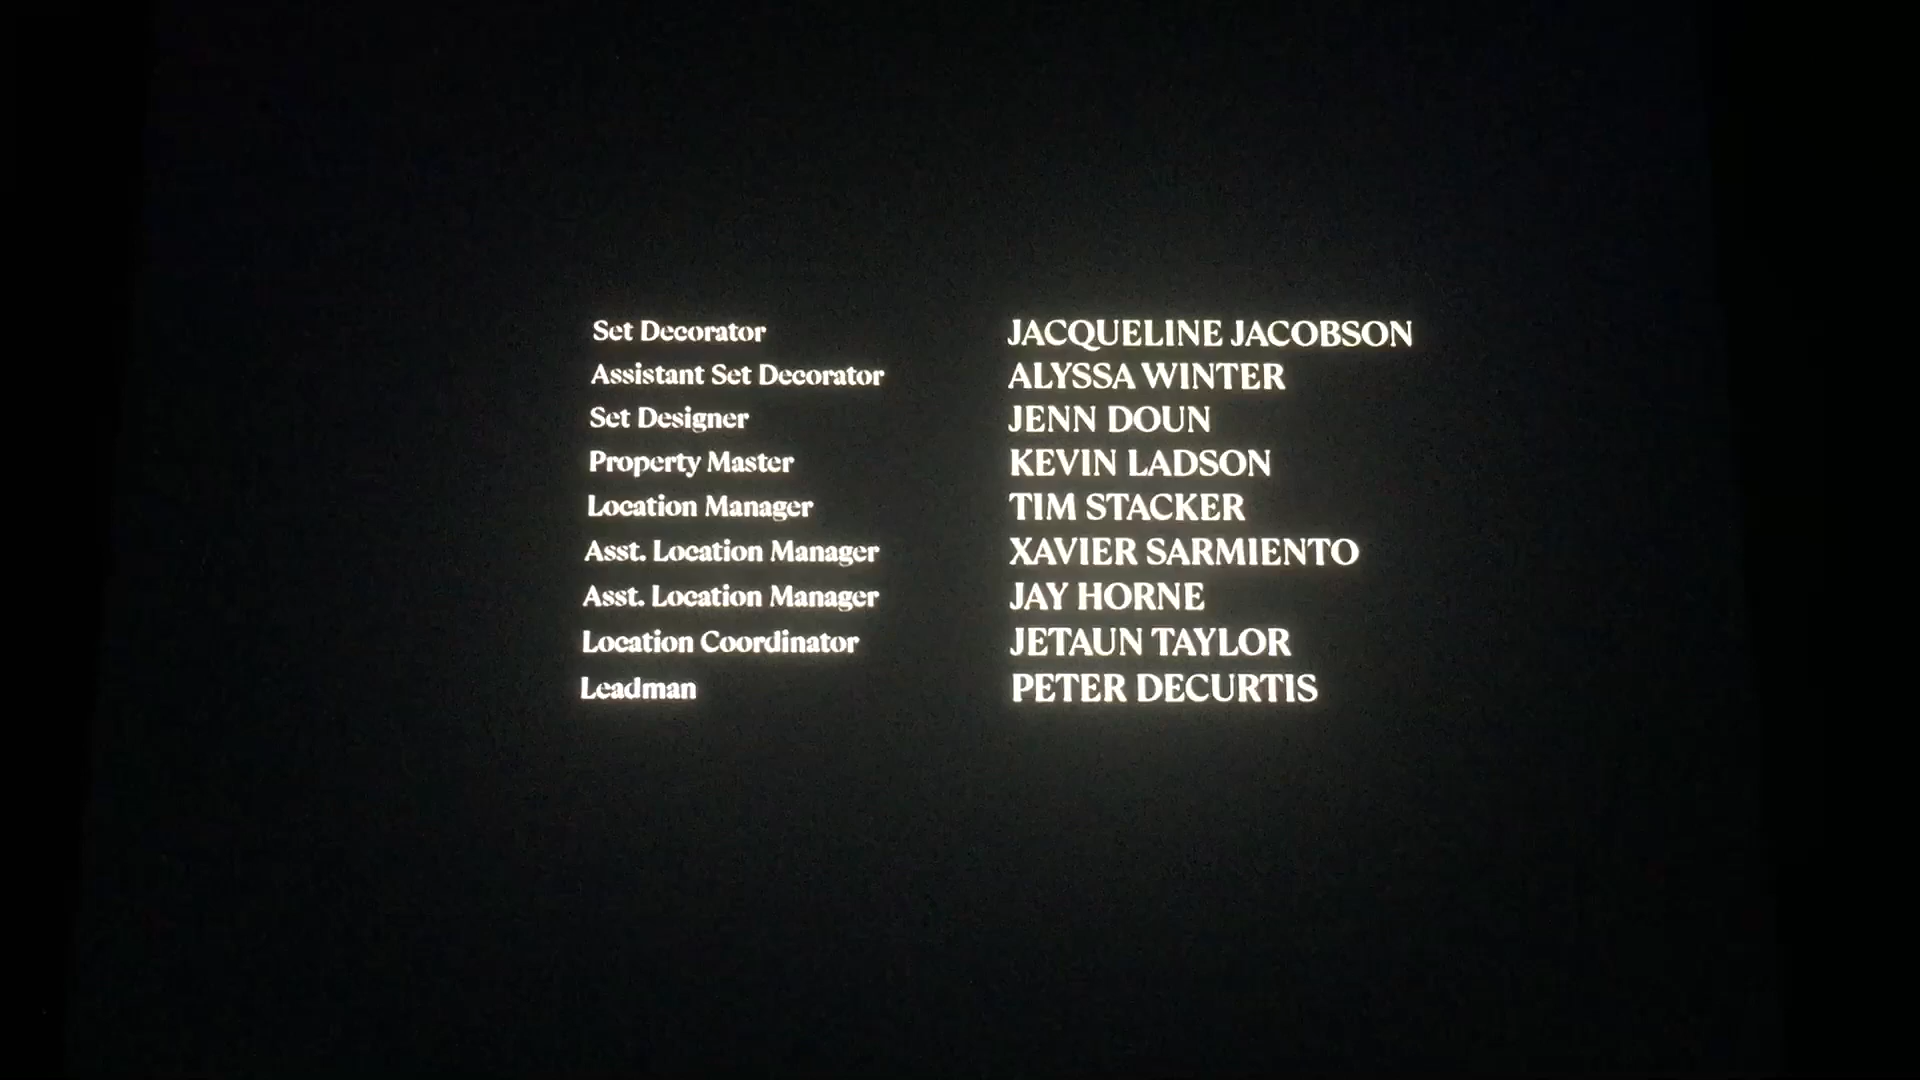 Set Decorator JACQUELINE JACOBSON
Assistant Set Decorator ALYSSA WINTER
Set Designer JENN DOUN
Property Master KEVIN LADSON
Location Manager TIM STACKER
Asst. Location Manager XAVIER SARMIENTO
Asst. Location Manager JAY HORNE
Location Coordinator JETAUN TAYLOR
Leadman PETER DECURTIS